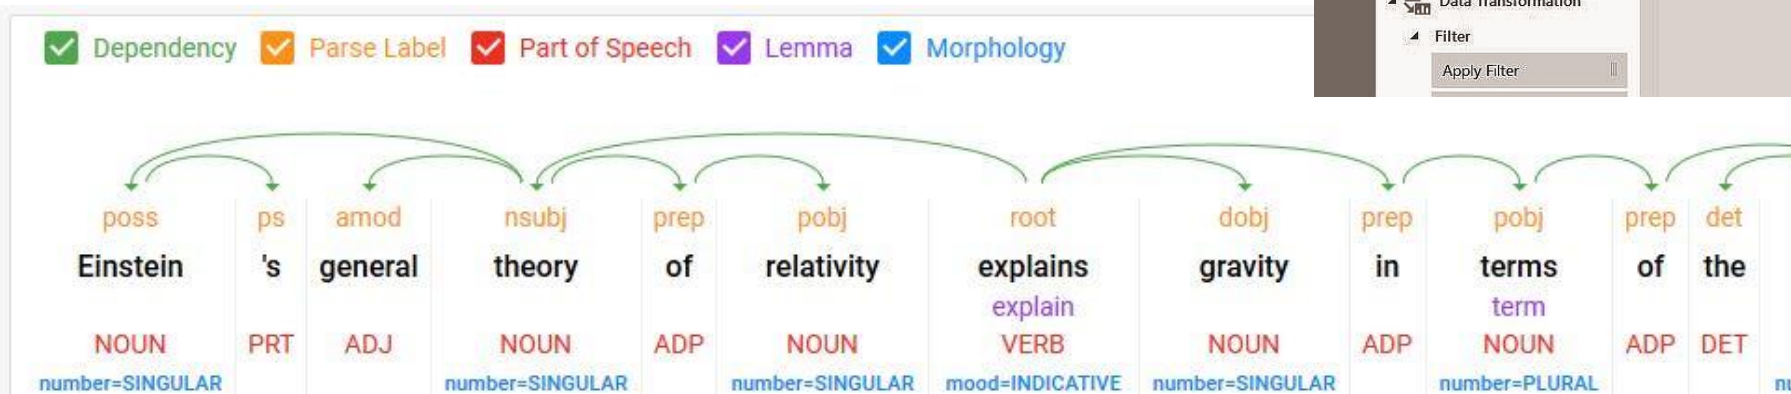 Data Transformation
Filter
Apply Filter
Dependency Parse Label Part of Speech Lemma Morphology
poss ps amod nsubj prep pobj root dobj prep pobj prep det
Einstein 's general theory of relativity explains gravity in terms of the
explain term
NOUN PRT ADJ NOUN ADP NOUN VERB NOUN ADP NOUN ADP DET
number=SINGULAR number=SINGULAR number=SINGULAR mood=INDICATIVE number=SINGULAR number=PLURAL